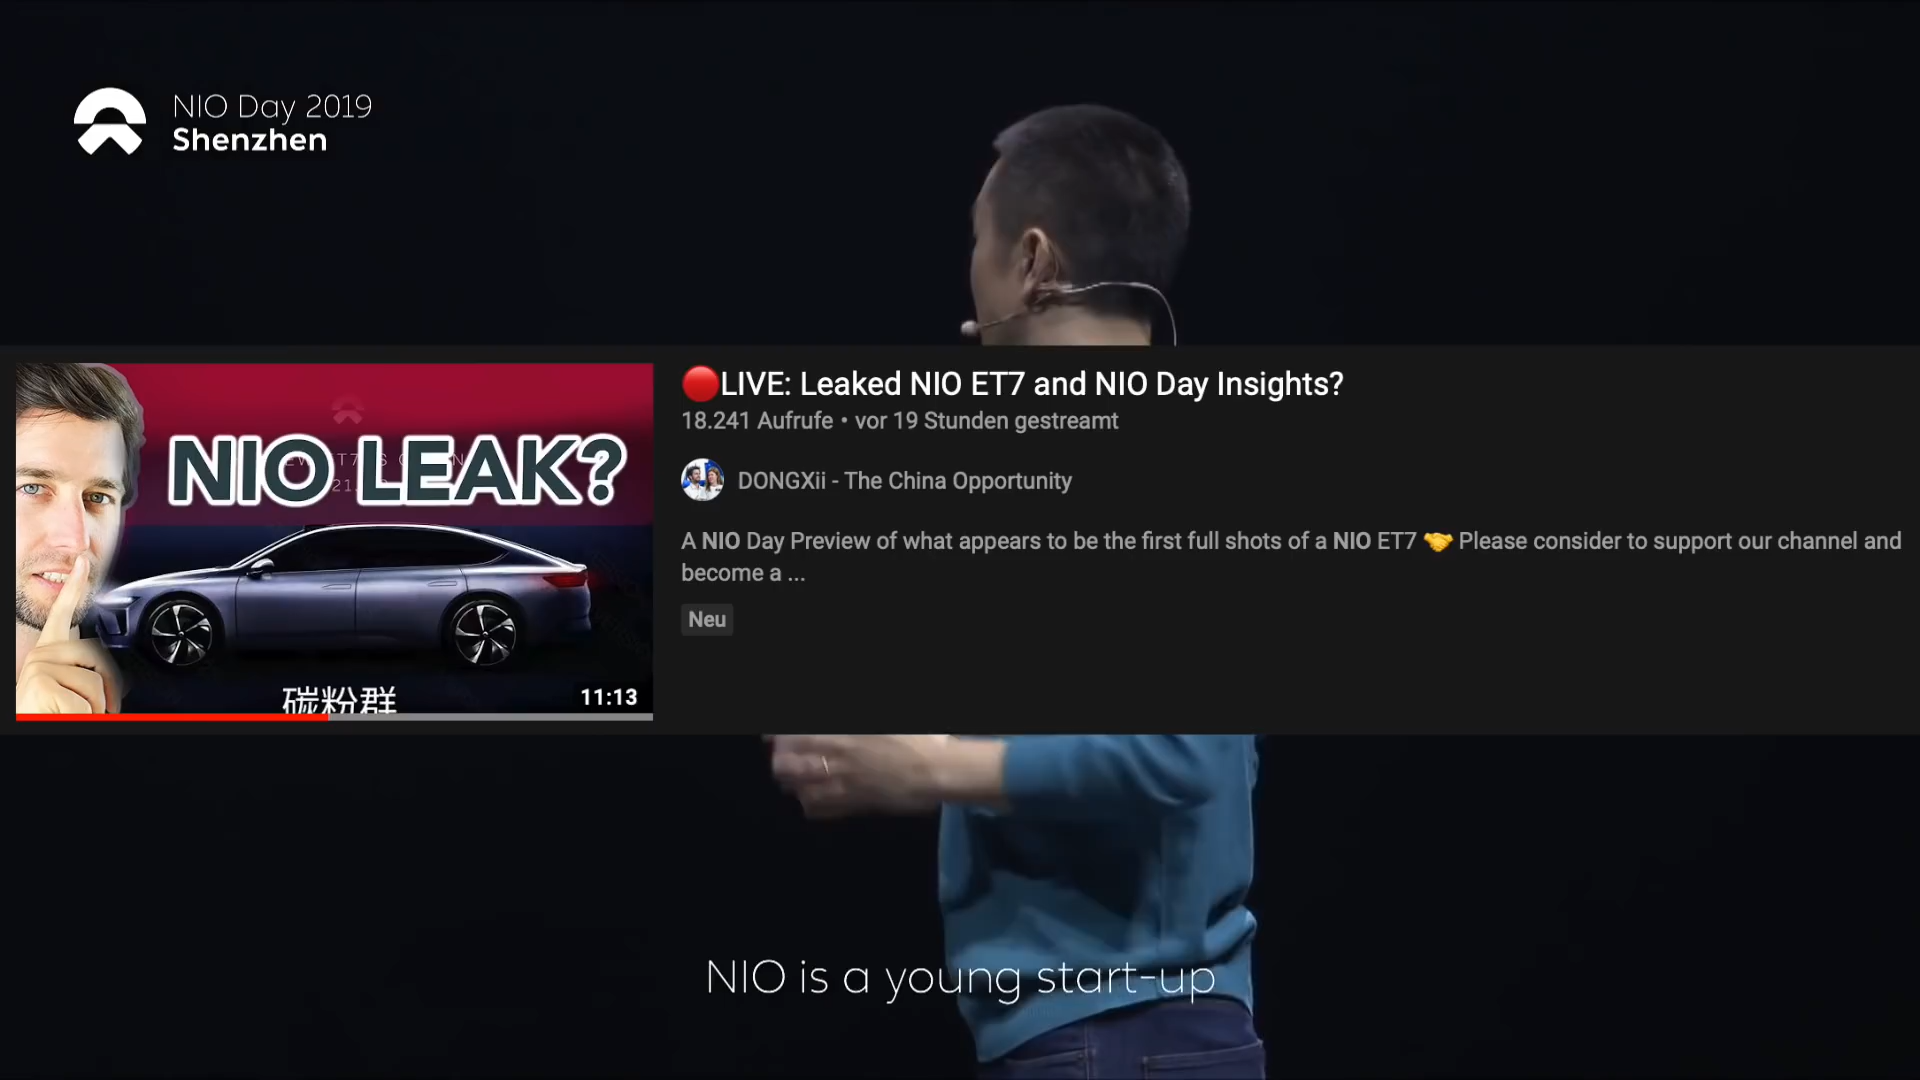 NIO Day 2019
Shenzhen
🔴LIVE: Leaked NIO ET7 and NIO Day Insights?
18.241 Aufrufe • vor 19 Stunden gestreamt
NIO LEAK?
DONGXii - The China Opportunity
A NIO Day Preview of what appears to be the first full shots of a NIO ET7 🤝 Please consider to support our channel and
become a ...
Neu
碳粉群
11:13
NIO is a young start-up